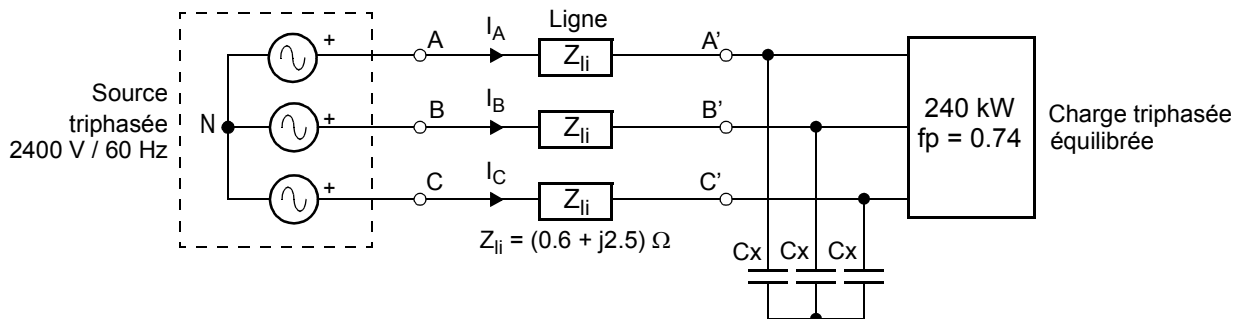 Ligne
A
I_A
Z_li
A'
Source
triphasée
2400 V / 60 Hz
N
+
B
I_B
Z_li
B'
+
C
I_C
Z_li
C'
+
Z_li = (0.6 + j2.5) Ω
240 kW
fp = 0.74
Charge triphasée
équilibrée
Cx
Cx
Cx